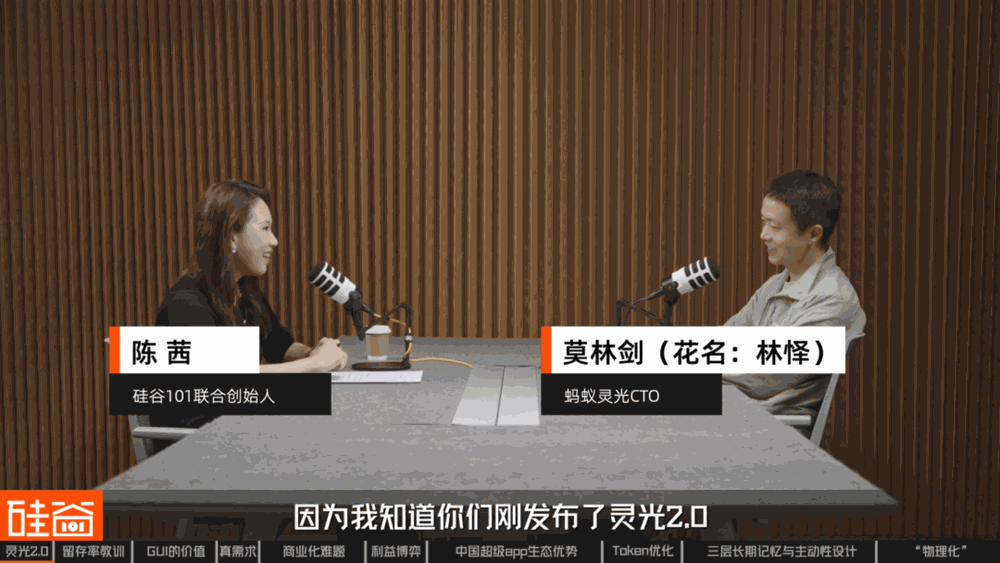 陈 茜
硅谷101联合创始人
莫林剑（花名：林怿）
蚂蚁灵光CTO
硅谷
101
因为我知道你们刚发布了灵光2.0
灵光2.0
留存率教训
GUI的价值
真需求
商业化难题
利益博弈
中国超级app生态优势
Token优化
三层长期记忆与主动性设计
“物理化”